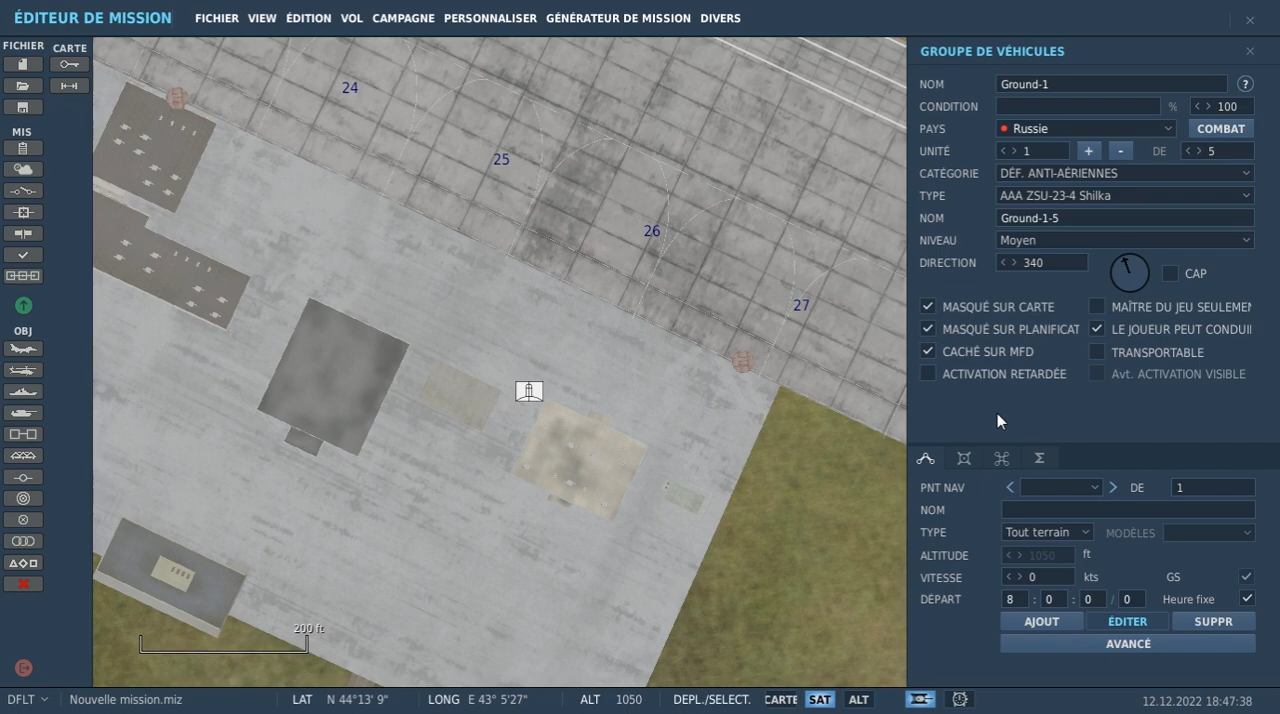 ÉDITEUR DE MISSION FICHIER VIEW ÉDITION VOL CAMPAGNE PERSONNALISER GÉNÉRATEUR DE MISSION DIVERS
FICHIER CARTE
MIS
OBJ
24
25
26
27
200 ft
GROUPE DE VÉHICULES
NOM Ground-1 ?
CONDITION % 100
PAYS Russie COMBAT
UNITÉ 1 + - DE 5
CATÉGORIE DÉF. ANTI-AÉRIENNES
TYPE AAA ZSU-23-4 Shilka
NOM Ground-1-5
NIVEAU Moyen
DIRECTION 340 CAP
MASQUÉ SUR CARTE MAÎTRE DU JEU SEULEMEN
MASQUÉ SUR PLANIFICAT LE JOUEUR PEUT CONDUI
CACHÉ SUR MFD TRANSPORTABLE
ACTIVATION RETARDÉE Avt. ACTIVATION VISIBLE
PNT NAV DE 1
NOM
TYPE Tout terrain MODÈLES
ALTITUDE 1050 ft
VITESSE 0 kts GS
DÉPART 8 : 0 : 0 / 0 Heure fixe
AJOUT ÉDITER SUPPR
AVANCÉ
DFLT Nouvelle mission.miz LAT N 44°13' 9" LONG E 43° 5'27" ALT 1050 DEPL./SELECT. CARTE SAT ALT 12.12.2022 18:47:38